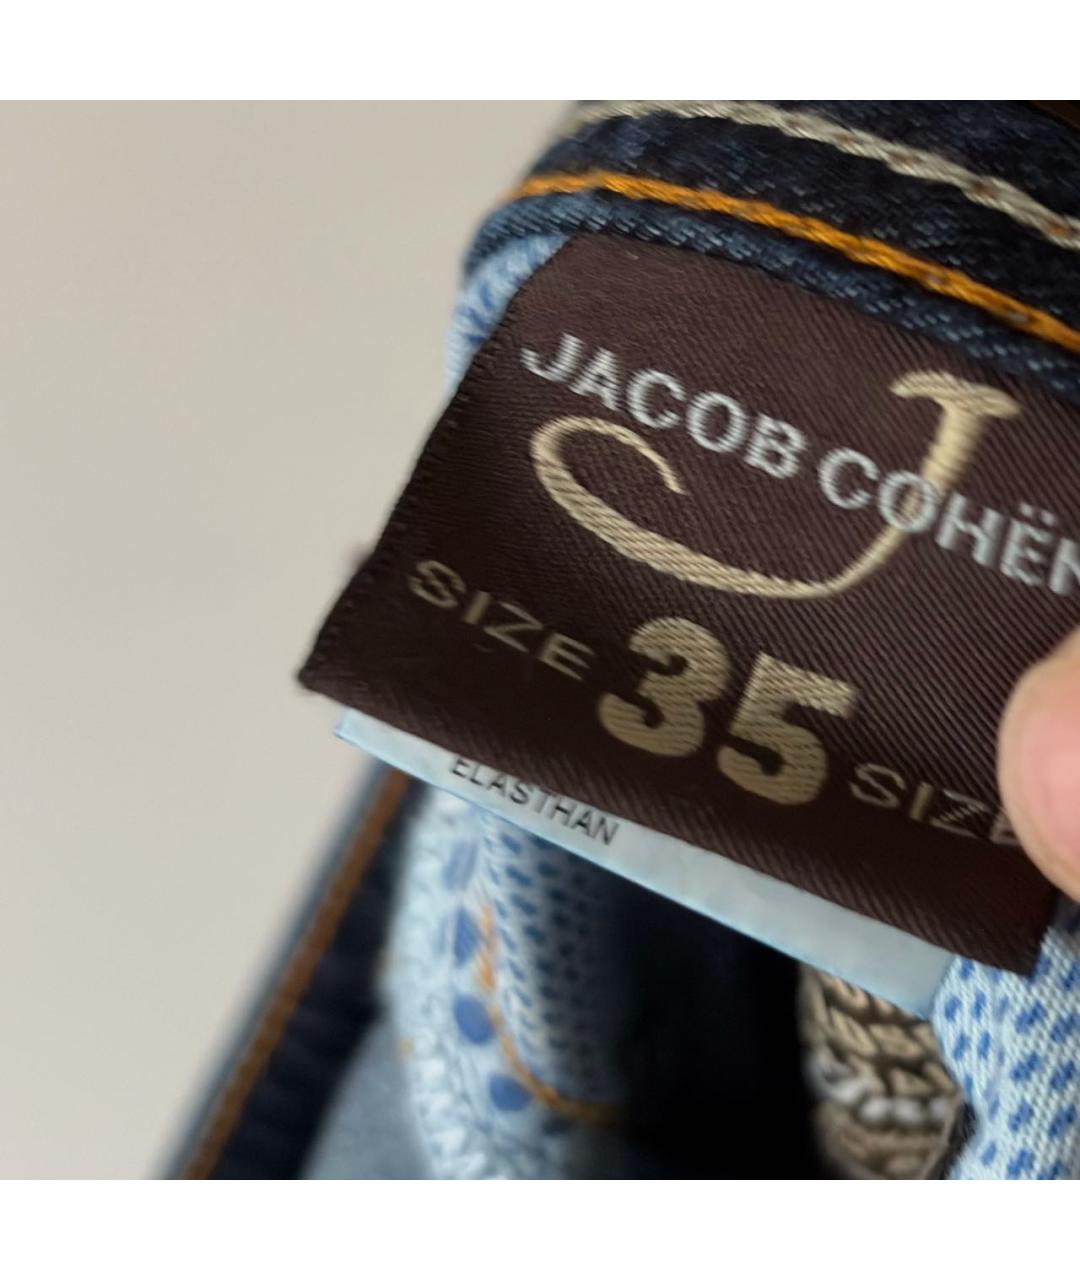 JACOB COHËN
J
SIZE 35 SIZE
ELASTHAN